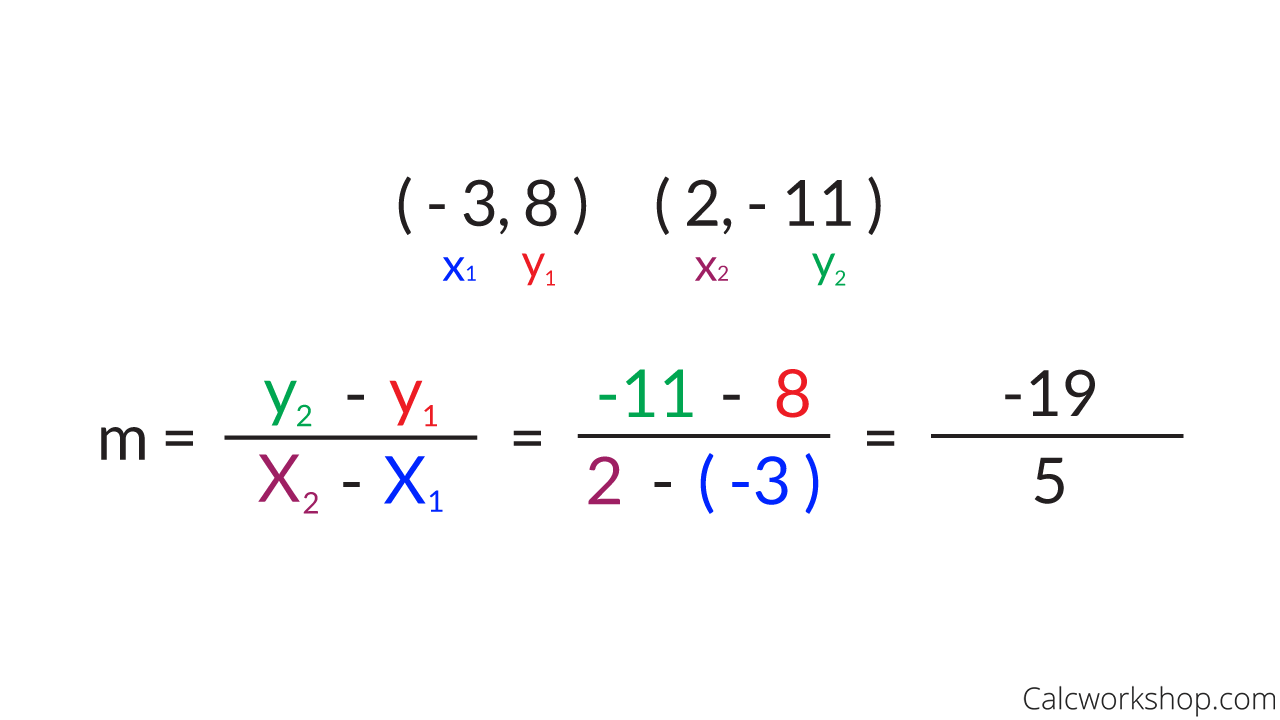 ( - 3, 8 ) ( 2, - 11 )
x₁ y₁ x₂ y₂
y₂ - y₁ -11 - 8 -19
m = = =
X₂ - X₁ 2 - ( -3 ) 5
Calcworkshop.com